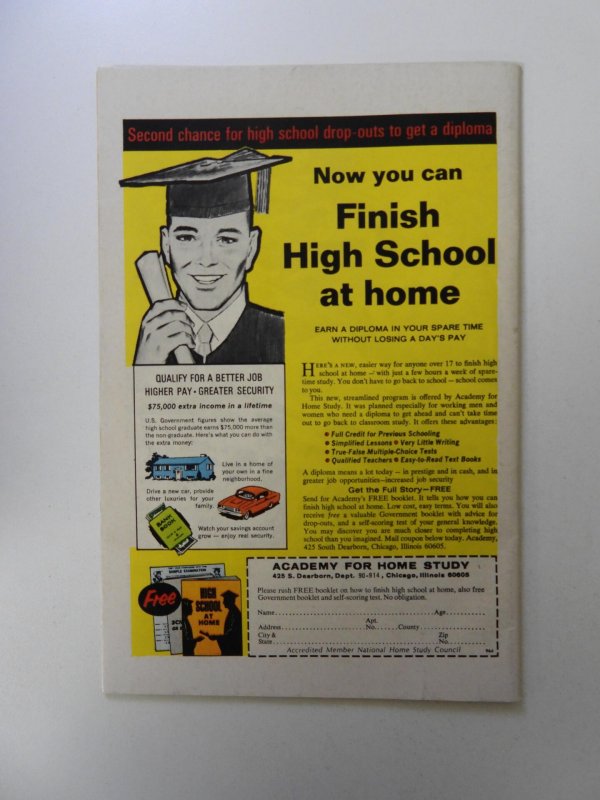 Second chance for high school drop-outs to get a diploma
Now you can
Finish
High School
at home
EARN A DIPLOMA IN YOUR SPARE TIME
WITHOUT LOSING A DAY'S PAY
HERE'S A NEW, easier way for anyone over 17 to finish high
school at home — with just a few hours a week of spare-
time study. You don't have to go back to school — school comes
to you.
This new, streamlined program is offered by Academy for
Home Study. It was planned especially for working men and
women who need a diploma to get ahead and can't take time
out to go back to classroom study. It offers these advantages:
• Full Credit for Previous Schooling
• Simplified Lessons • Very Little Writing
• True-False Multiple-Choice Tests
• Qualified Teachers • Easy-to-Read Text Books
A diploma means a lot today — in prestige and in cash, and in
greater job opportunities—increased job security
Get the Full Story—FREE
Send for Academy's FREE booklet. It tells you how you can
finish high school at home. Low cost, easy terms. You will also
receive free a valuable Government booklet with advice for
drop-outs, and a self-scoring test of your general knowledge.
You may discover you are much closer to completing high
school than you imagined. Mail coupon below today. Academy,
425 South Dearborn, Chicago, Illinois 60605.
QUALIFY FOR A BETTER JOB
HIGHER PAY • GREATER SECURITY
$75,000 extra income in a lifetime
U.S. Government figures show the average
high school graduate earns $75,000 more than
the non-graduate. Here's what you can do with
the extra money:
Live in a home of
your own in a fine
neighborhood.
Drive a new car, provide
other luxuries for your
family.
BANK
BOOK
Watch your savings account
grow — enjoy real security.
SAMPLE EXAMINATION
Free
HIGH
SCHOOL
AT
HOME
ACADEMY FOR HOME STUDY
425 S. Dearborn, Dept. 90-914, Chicago, Illinois 60605
Please rush FREE booklet on how to finish high school at home, also free
Government booklet and self-scoring test. No obligation.
Name Age
Apt.
Address No. County
City & Zip
State No.
Accredited Member National Home Study Council